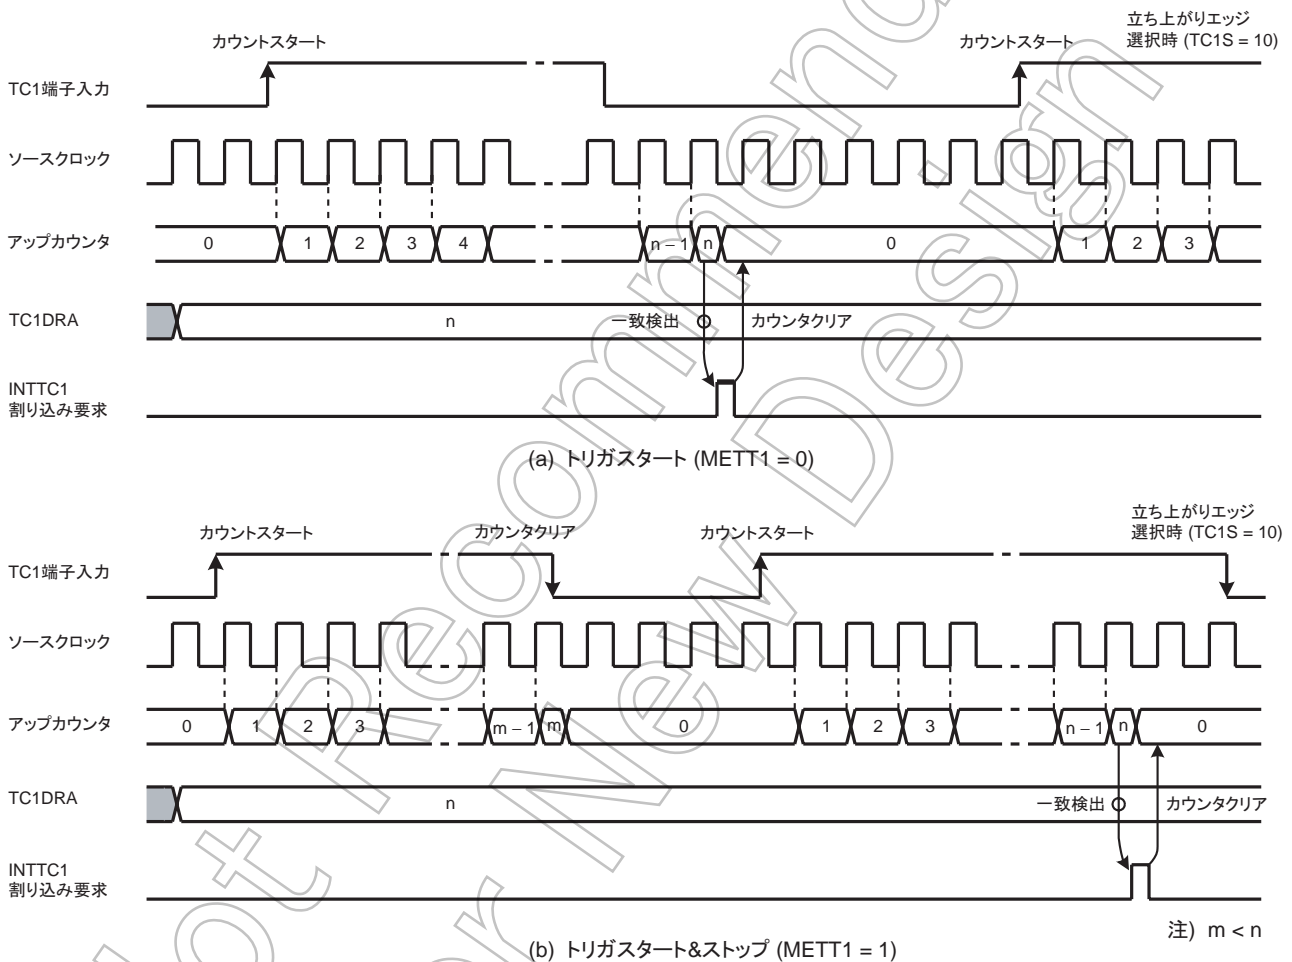 立ち上がりエッジ
選択時 (TC1S = 10)
カウントスタート
カウントスタート
TC1端子入力
ソースクロック
アップカウンタ
0 1 2 3 4 n – 1 n 0 1 2 3
TC1DRA
n
一致検出
カウンタクリア
INTTC1
割り込み要求
(a) トリガスタート (METT1 = 0)
立ち上がりエッジ
選択時 (TC1S = 10)
カウントスタート
カウンタクリア
カウントスタート
TC1端子入力
ソースクロック
アップカウンタ
0 1 2 3 m – 1 m 0 1 2 3 n – 1 n 0
TC1DRA
n
一致検出
カウンタクリア
INTTC1
割り込み要求
注) m < n
(b) トリガスタート&ストップ (METT1 = 1)
Not Recommended
for New Design